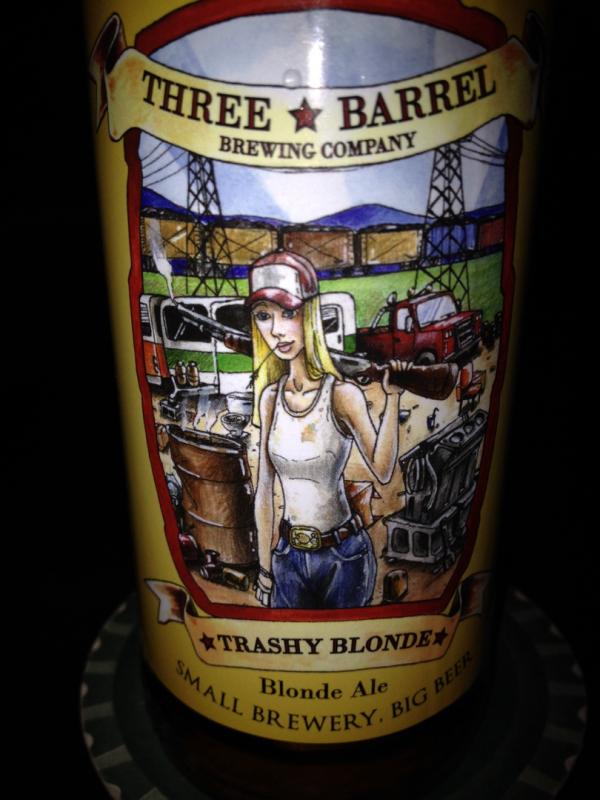 THREE ★ BARREL
BREWING COMPANY
★TRASHY BLONDE★
Blonde Ale
SMALL BREWERY, BIG BEER